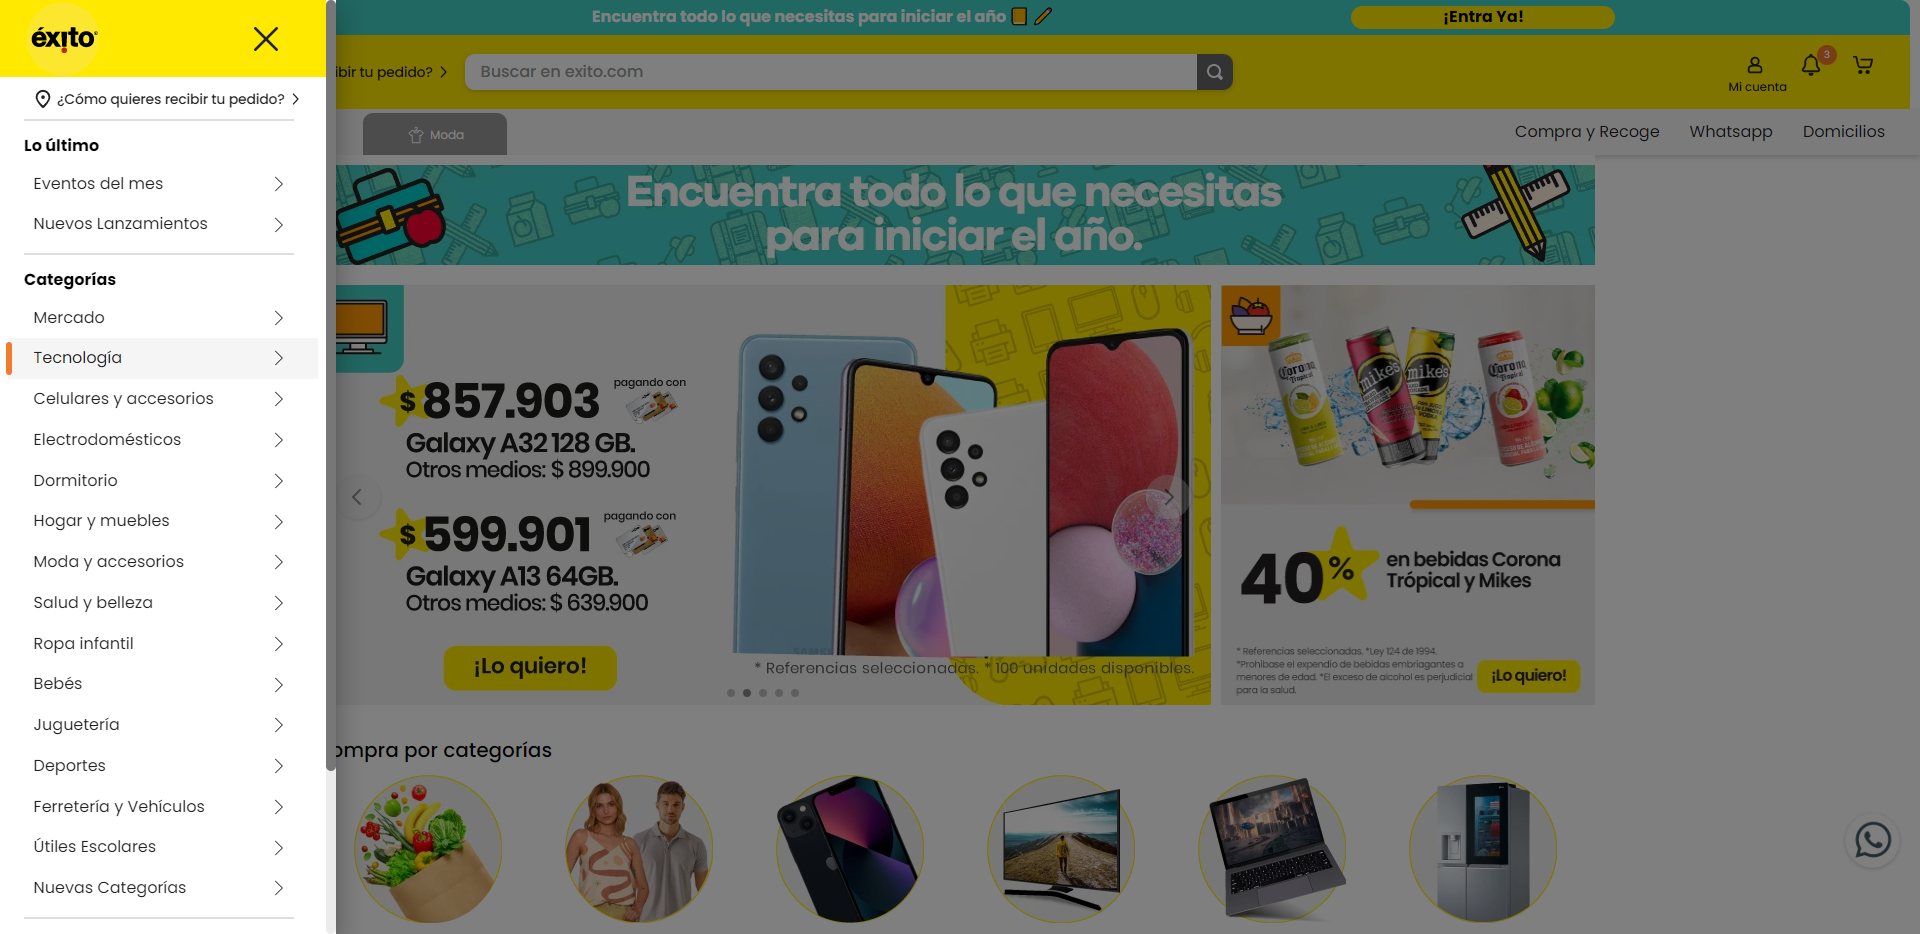 Encuentra todo lo que necesitas para iniciar el año
¡Entra Ya!
éxito
ibir tu pedido?
Buscar en exito.com
3
Mi cuenta
¿Cómo quieres recibir tu pedido?
Moda
Compra y Recoge
Whatsapp
Domicilios
Lo último
Eventos del mes
Nuevos Lanzamientos
Categorías
Mercado
Tecnología
Celulares y accesorios
Electrodomésticos
Dormitorio
Hogar y muebles
Moda y accesorios
Salud y belleza
Ropa infantil
Bebés
Juguetería
Deportes
Ferretería y Vehículos
Útiles Escolares
Nuevas Categorías
Encuentra todo lo que necesitas
para iniciar el año.
$ 857.903
pagando con
Galaxy A32 128 GB.
Otros medios: $ 899.900
$ 599.901
pagando con
Galaxy A13 64GB.
Otros medios: $ 639.900
¡Lo quiero!
* Referencias seleccionadas. * 100 unidades disponibles.
Corona
Tropical
mike's
mike's
Corona
Tropical
40%
en bebidas Corona
Trópical y Mikes
* Referencias seleccionadas. *Ley 124 de 1994.
*Prohíbase el expendio de bebidas embriagantes a
menores de edad. *El exceso de alcohol es perjudicial
para la salud.
¡Lo quiero!
ompra por categorías